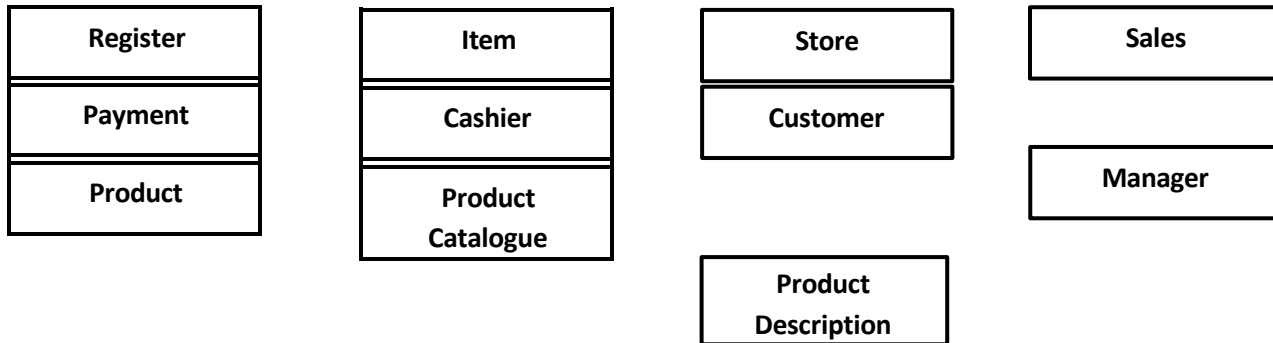 Register
Item
Store
Sales
Payment
Cashier
Customer
Product
Product
Catalogue
Manager
Product
Description